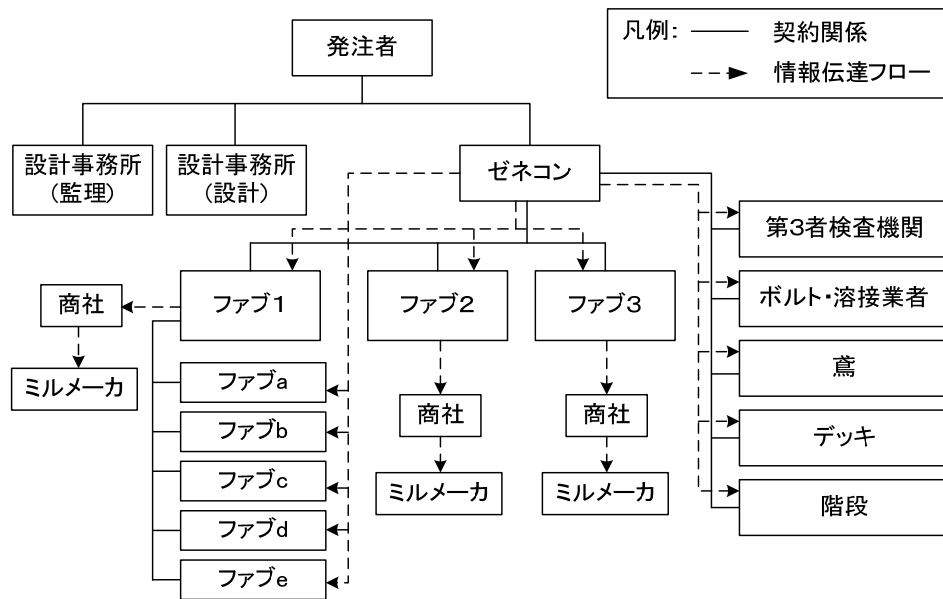 発注者
凡例:
契約関係
情報伝達フロー
設計事務所
(監理)
設計事務所
(設計)
ゼネコン
第3者検査機関
ボルト・溶接業者
鳶
デッキ
階段
ファブ1
ファブ2
ファブ3
商社
ミルメーカ
ファブa
ファブb
ファブc
ファブd
ファブe
商社
ミルメーカ
商社
ミルメーカ